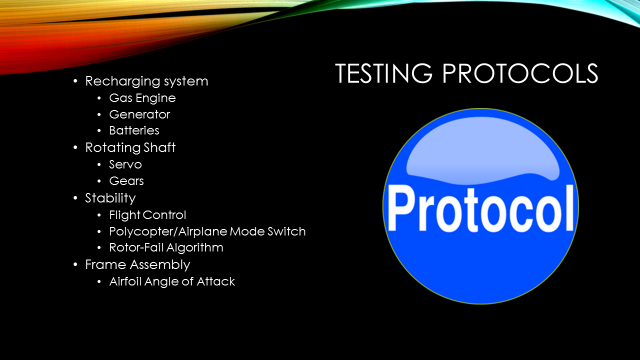 TESTING PROTOCOLS
• Recharging system
• Gas Engine
• Generator
• Batteries
• Rotating Shaft
• Servo
• Gears
• Stability
• Flight Control
• Polycopter/Airplane Mode Switch
• Rotor-Fail Algorithm
• Frame Assembly
• Airfoil Angle of Attack
Protocol